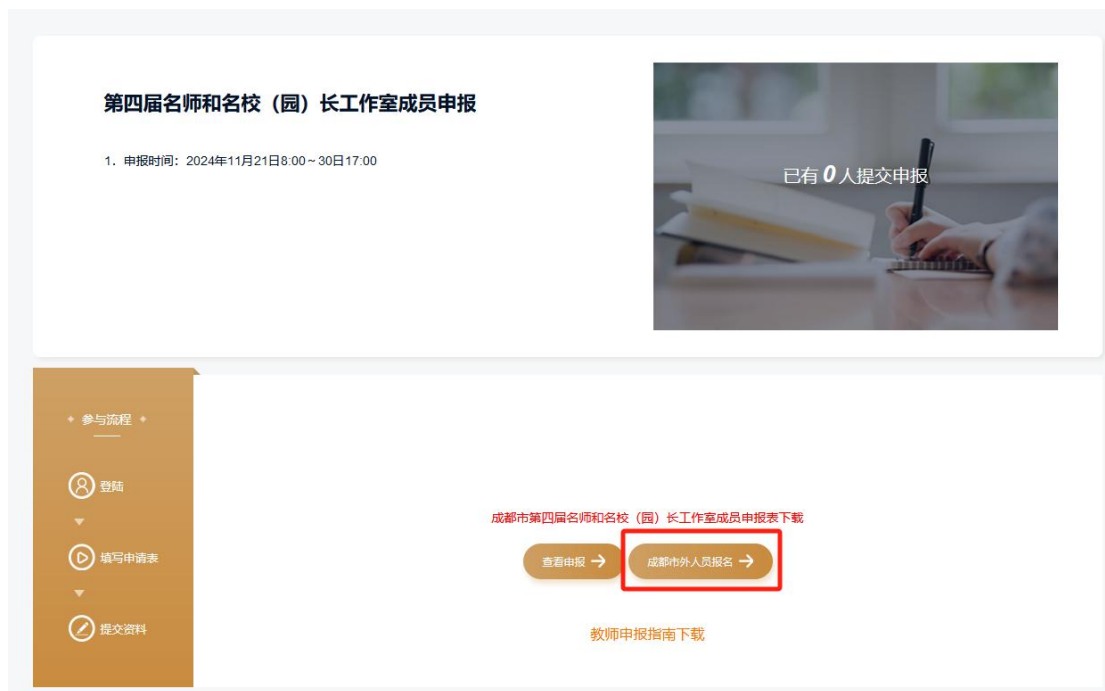 第四届名师和名校（园）长工作室成员申报
1．申报时间：2024年11月21日8:00~30日17:00
已有0人提交申报
参与流程
登陆
填写申请表
提交资料
成都市第四届名师和名校（园）长工作室成员申报表下载
查看申报 →
成都市外人员报名 →
教师申报指南下载